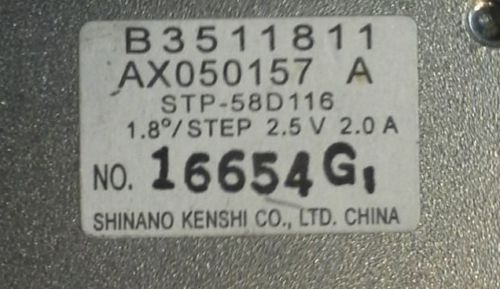 B3511811
AX050157 A
STP-58D116
1.8°/STEP 2.5 V 2.0 A
NO. 16654G,
SHINANO KENSHI CO., LTD. CHINA